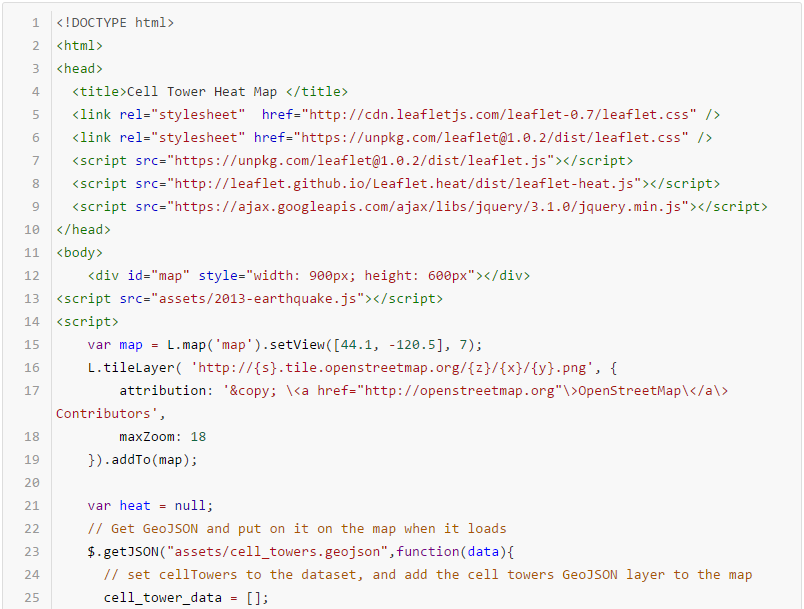 1 <!DOCTYPE html>
2 <html>
3 <head>
4   <title>Cell Tower Heat Map </title>
5   <link rel="stylesheet"  href="http://cdn.leafletjs.com/leaflet-0.7/leaflet.css" />
6   <link rel="stylesheet" href="https://unpkg.com/leaflet@1.0.2/dist/leaflet.css" />
7   <script src="https://unpkg.com/leaflet@1.0.2/dist/leaflet.js"></script>
8   <script src="http://leaflet.github.io/Leaflet.heat/dist/leaflet-heat.js"></script>
9   <script src="https://ajax.googleapis.com/ajax/libs/jquery/3.1.0/jquery.min.js"></script>
10 </head>
11 <body>
12     <div id="map" style="width: 900px; height: 600px"></div>
13 <script src="assets/2013-earthquake.js"></script>
14 <script>
15     var map = L.map('map').setView([44.1, -120.5], 7);
16     L.tileLayer( 'http://{s}.tile.openstreetmap.org/{z}/{x}/{y}.png', {
17         attribution: '&copy; \<a href="http://openstreetmap.org"\>OpenStreetMap\</a\>
Contributors',
18         maxZoom: 18
19     }).addTo(map);
20
21     var heat = null;
22     // Get GeoJSON and put on it on the map when it loads
23     $.getJSON("assets/cell_towers.geojson",function(data){
24       // set cellTowers to the dataset, and add the cell towers GeoJSON layer to the map
25       cell_tower_data = [];